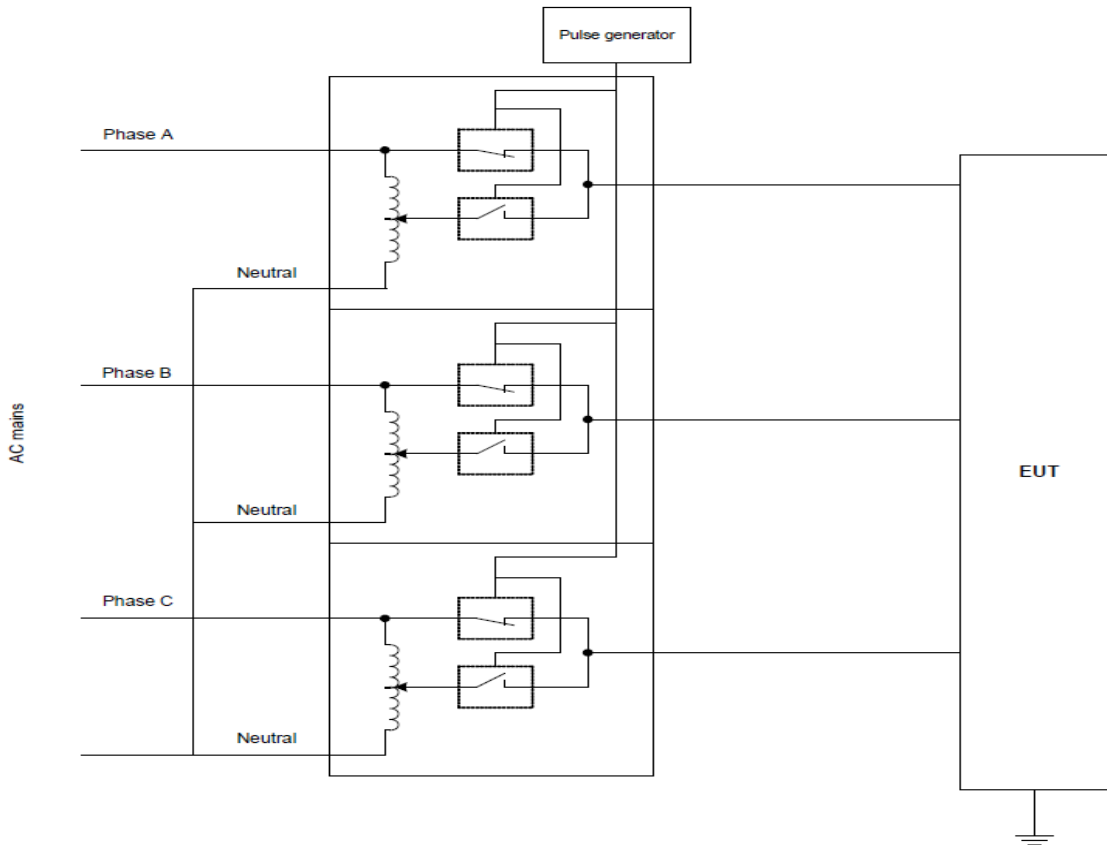 Pulse generator
Phase A
Neutral
Phase B
AC mains
EUT
Neutral
Phase C
Neutral